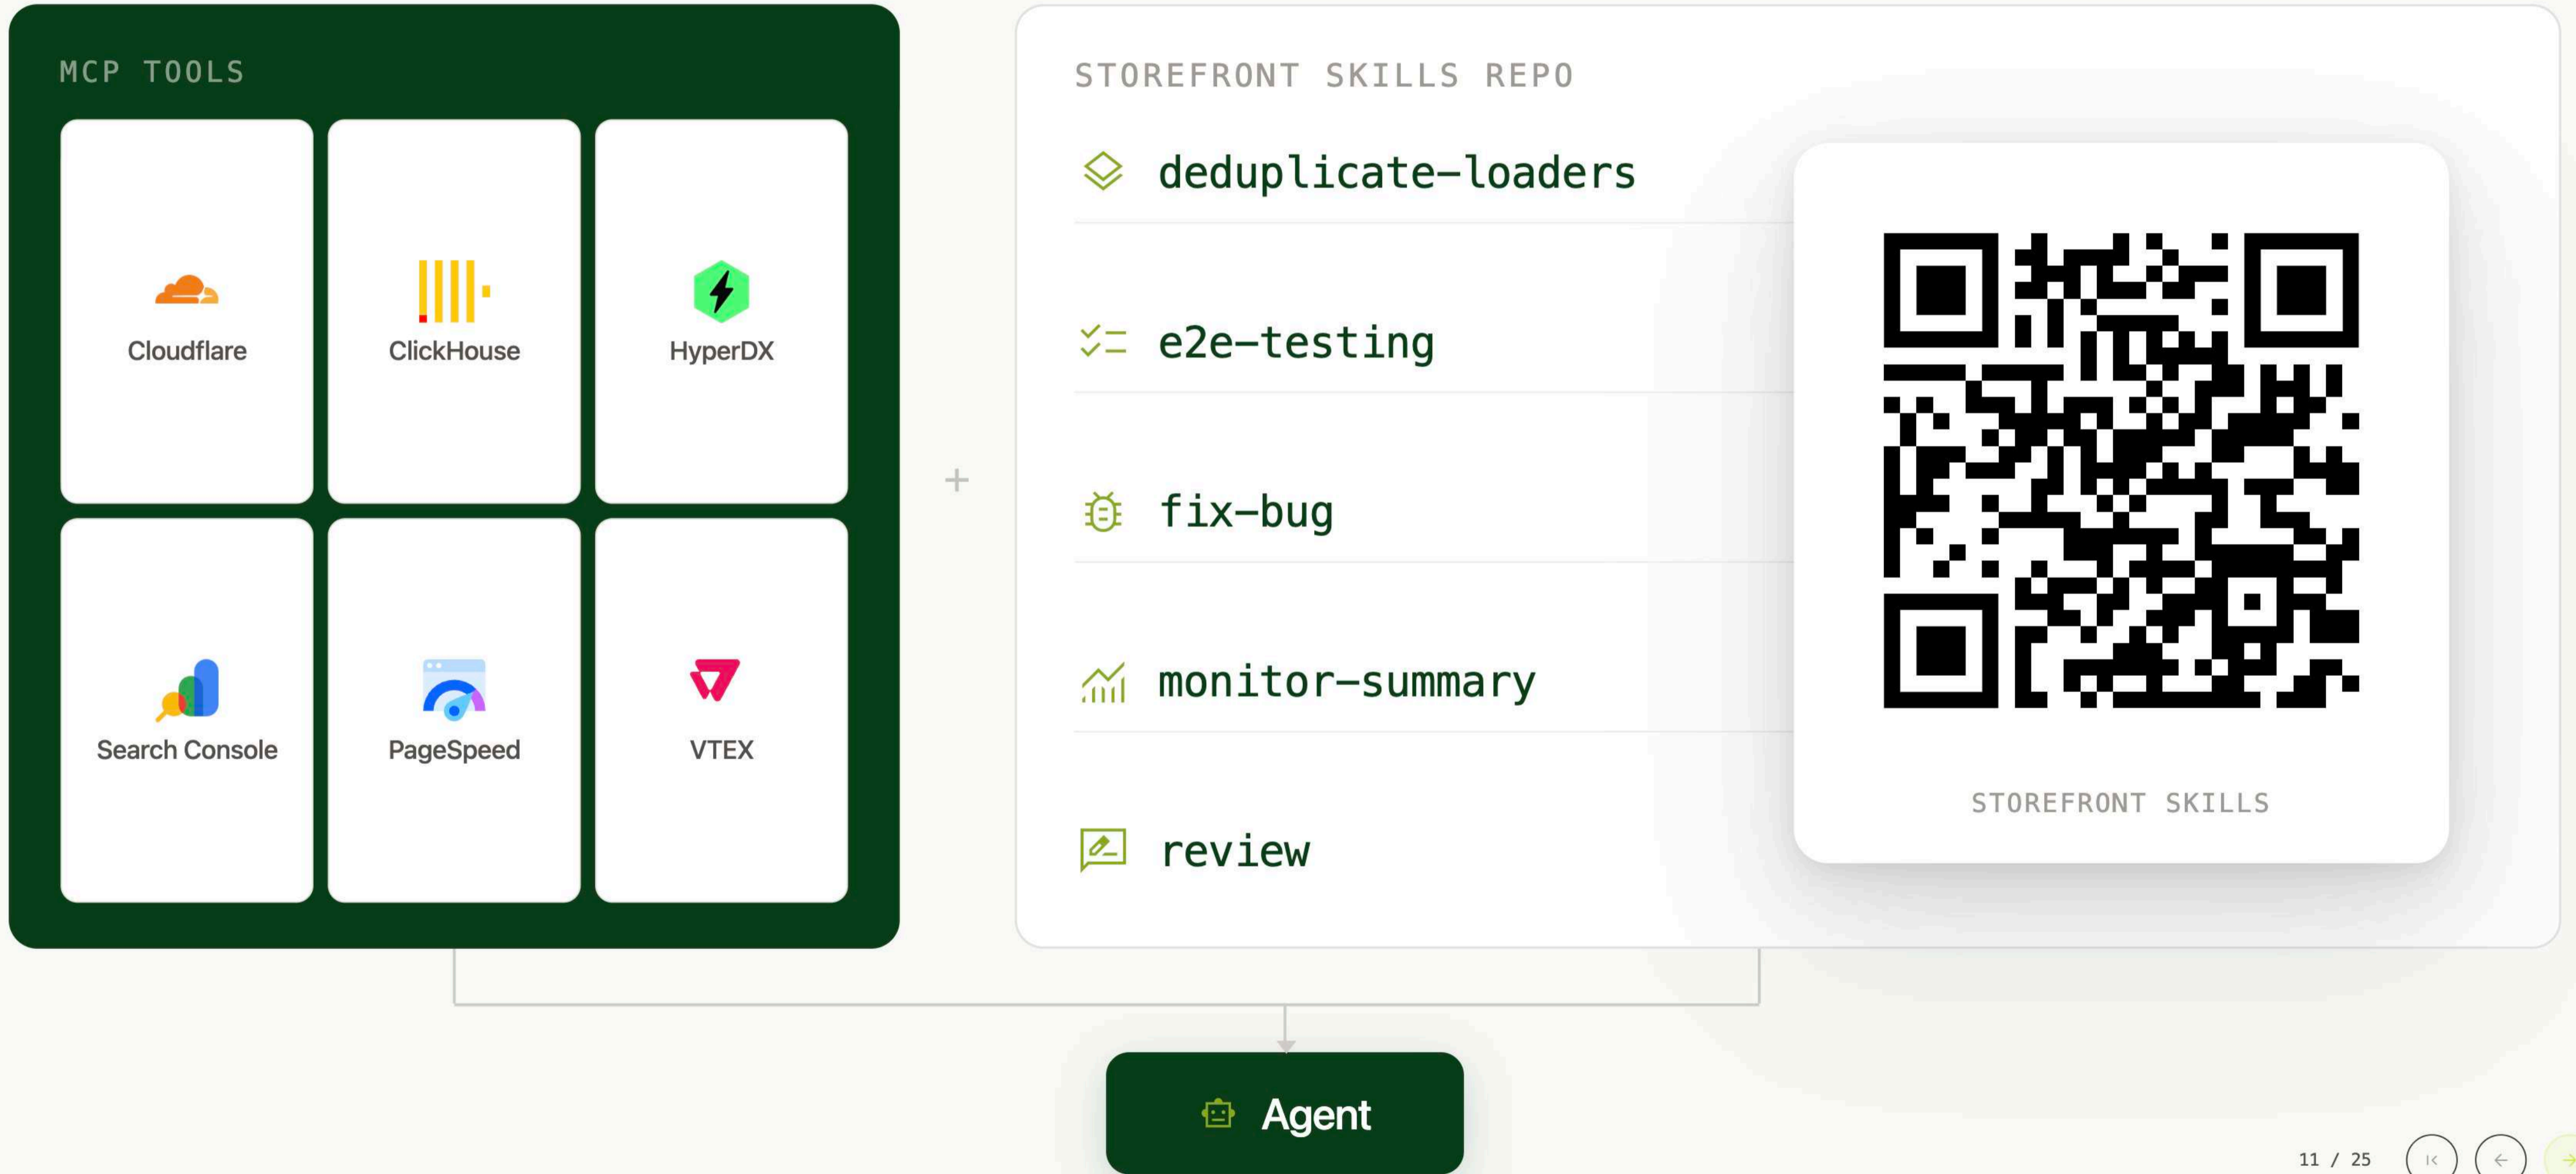 MCP TOOLS
Cloudflare
ClickHouse
HyperDX
Search Console
PageSpeed
VTEX
+
STOREFRONT SKILLS REPO
deduplicate-loaders
e2e-testing
fix-bug
monitor-summary
review
STOREFRONT SKILLS
Agent
11 / 25